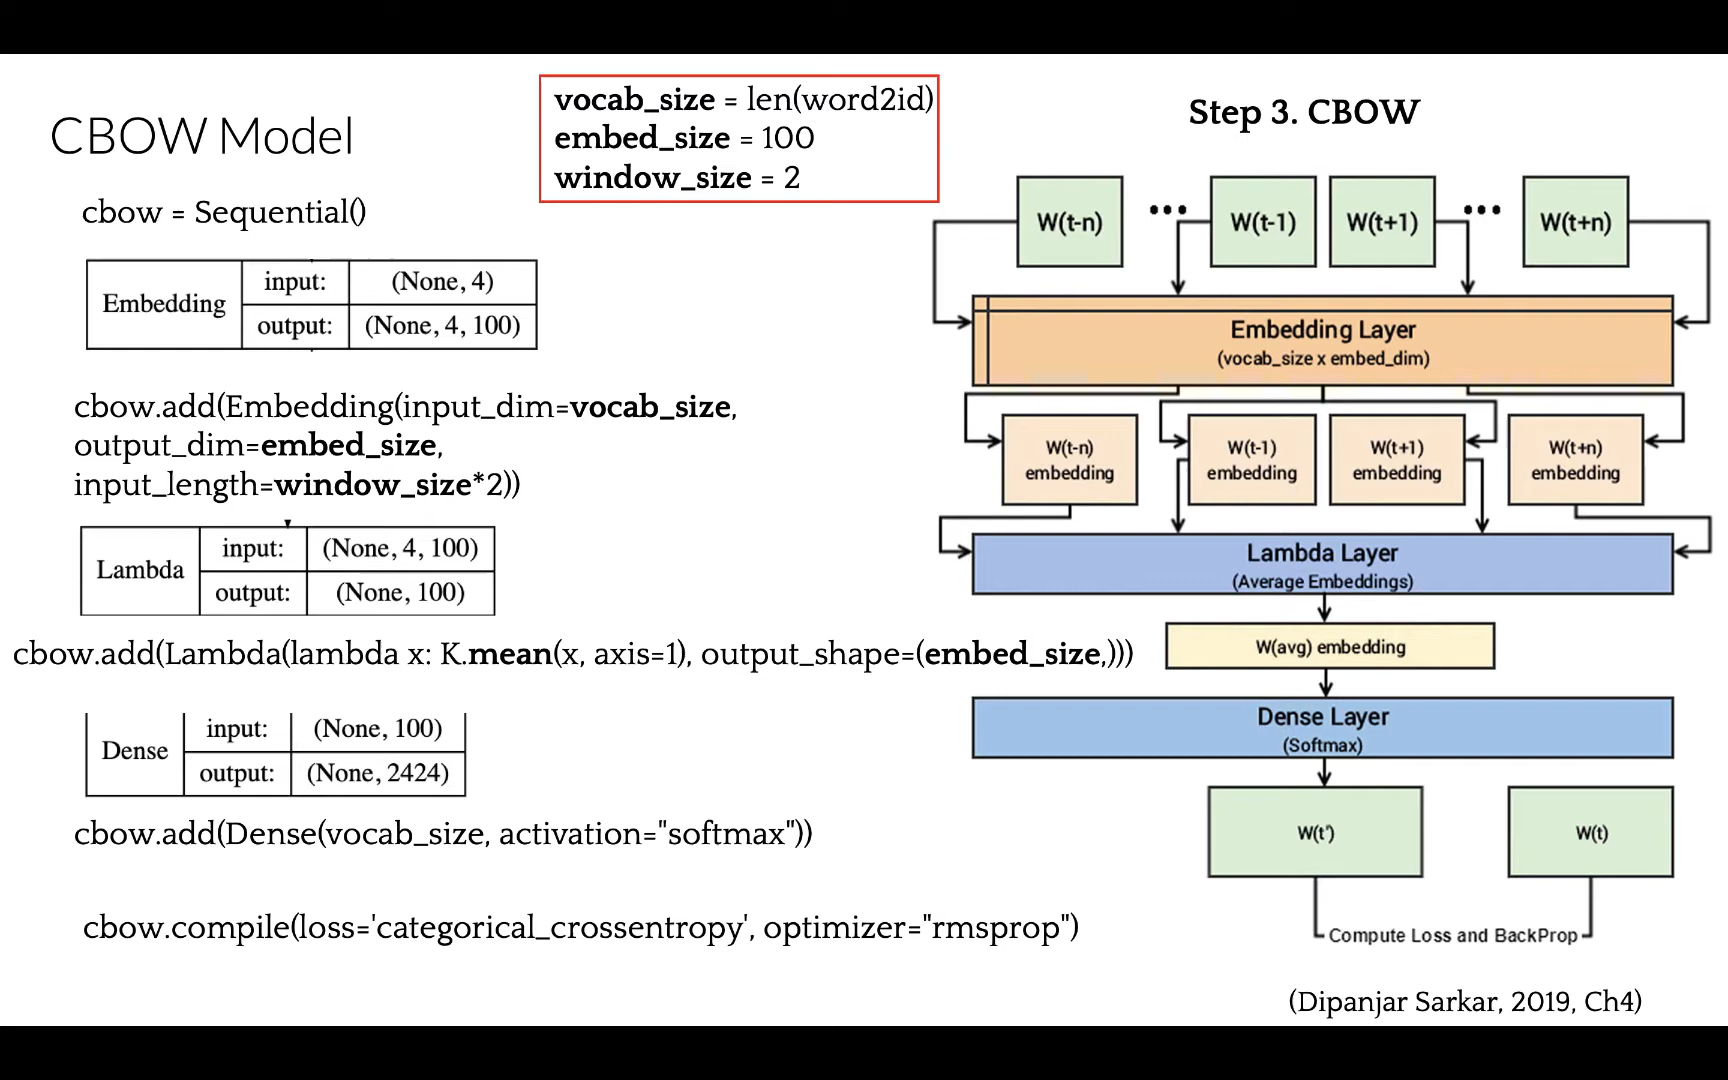 CBOW Model
vocab_size = len(word2id)
embed_size = 100
window_size = 2
cbow = Sequential()
Embedding
input: (None, 4)
output: (None, 4, 100)
cbow.add(Embedding(input_dim=vocab_size,
output_dim=embed_size,
input_length=window_size*2))
Lambda
input: (None, 4, 100)
output: (None, 100)
cbow.add(Lambda(lambda x: K.mean(x, axis=1), output_shape=(embed_size,)))
Dense
input: (None, 100)
output: (None, 2424)
cbow.add(Dense(vocab_size, activation="softmax"))
cbow.compile(loss='categorical_crossentropy', optimizer="rmsprop")
Step 3. CBOW
W(t-n) ... W(t-1) W(t+1) ... W(t+n)
Embedding Layer
(vocab_size x embed_dim)
W(t-n) W(t-1) W(t+1) W(t+n)
embedding embedding embedding embedding
Lambda Layer
(Average Embeddings)
W(avg) embedding
Dense Layer
(Softmax)
W(t') W(t)
Compute Loss and BackProp
(Dipanjar Sarkar, 2019, Ch4)